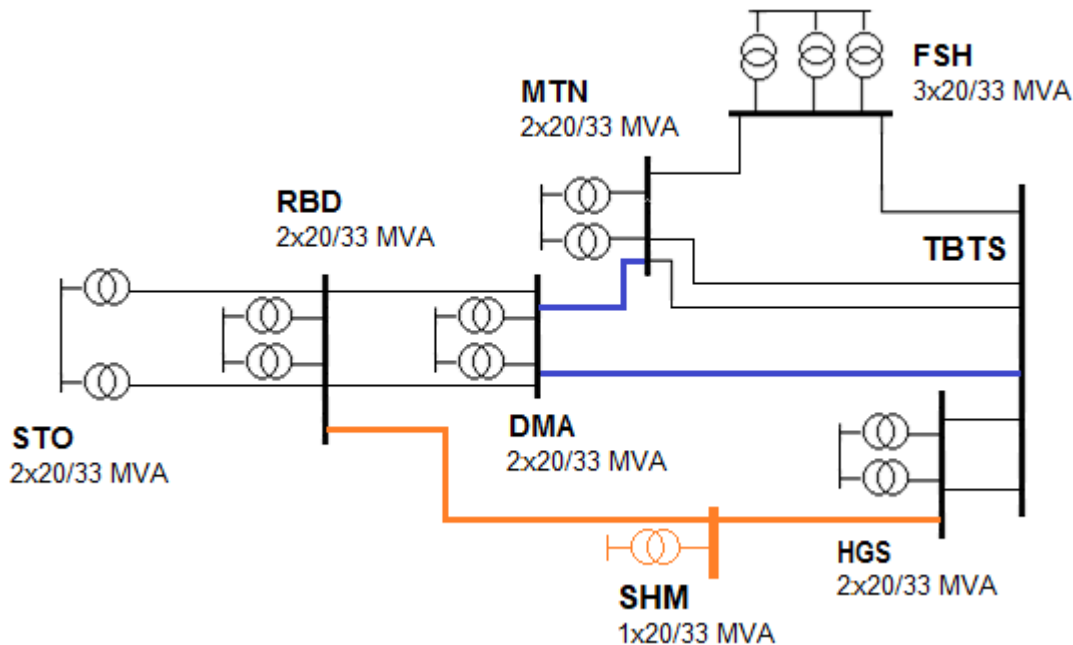 FSH
3x20/33 MVA
MTN
2x20/33 MVA
RBD
2x20/33 MVA
TBTS
STO
2x20/33 MVA
DMA
2x20/33 MVA
HGS
2x20/33 MVA
SHM
1x20/33 MVA